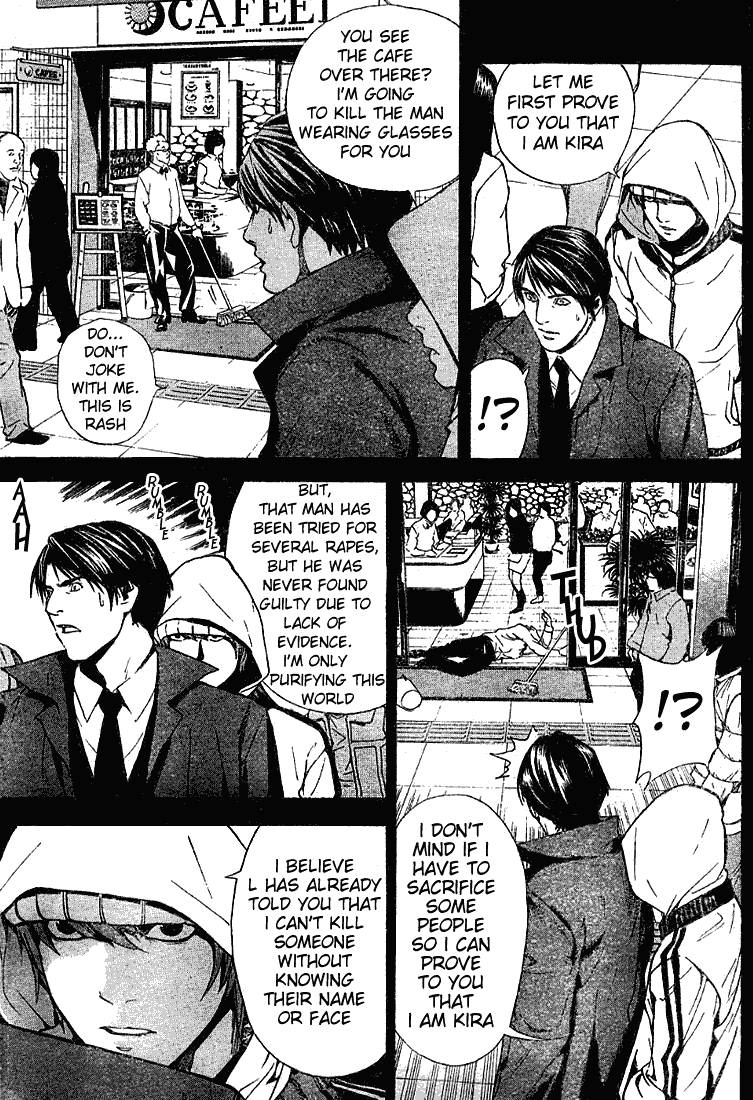 LET ME
FIRST PROVE
TO YOU THAT
I AM KIRA
!?
CAFEEL
CAFEE
YOU SEE
THE CAFE
OVER THERE?
I'M GOING
TO KILL THE MAN
WEARING GLASSES
FOR YOU
DO...
DON'T
JOKE
WITH ME.
THIS IS
RASH
THUD
!?
I DON'T
MIND IF I
HAVE TO
SACRIFICE
SOME
PEOPLE
SO I CAN
PROVE
TO YOU
THAT
I AM KIRA
BUT,
THAT MAN HAS
BEEN TRIED FOR
SEVERAL RAPES,
BUT HE WAS
NEVER FOUND
GUILTY DUE TO
LACK OF
EVIDENCE.
I'M ONLY
PURIFYING THIS
WORLD
RUMBLE
RUMBLE
AAH
I BELIEVE
L HAS ALREADY
TOLD YOU THAT
I CAN'T KILL
SOMEONE
WITHOUT
KNOWING
THEIR NAME
OR FACE